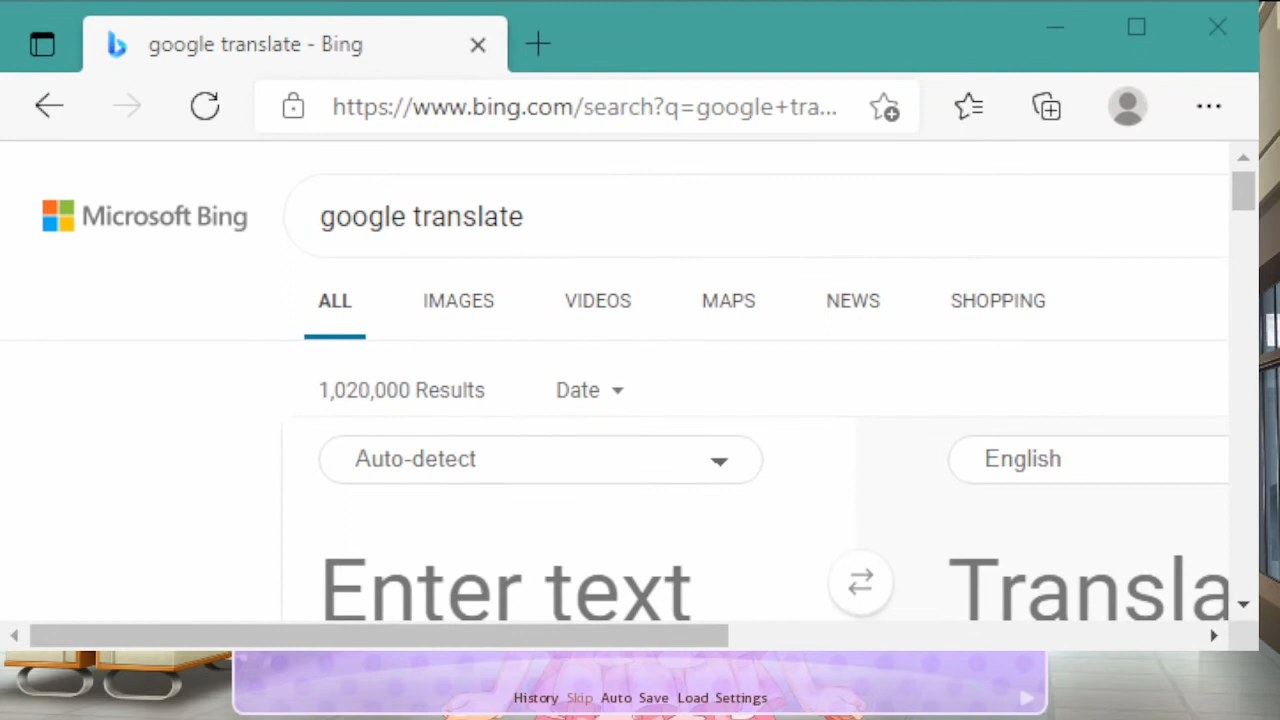 google translate - Bing
https://www.bing.com/search?q=google+tra...
Microsoft Bing
google translate
ALL IMAGES VIDEOS MAPS NEWS SHOPPING
1,020,000 Results Date
Auto-detect English
Enter text Transla
History Skip Auto Save Load Settings